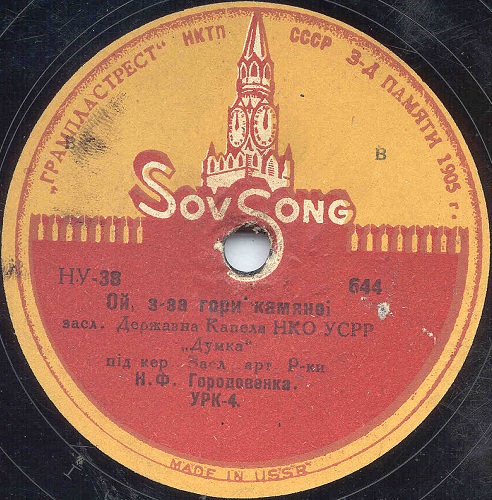 „ГРАМПЛАСТРЕСТ" НКТП СССР З-Д ПАМЯТИ 1905 г.
В
SovSong
НУ-38 644
Ой, з-за гори камяної
засл. Державна Капеля НКО УСРР
„Думка"
під кер. Засл. арт. Р-ки
Н.Ф. Городовенка.
УРК-4.
MADE IN USSR